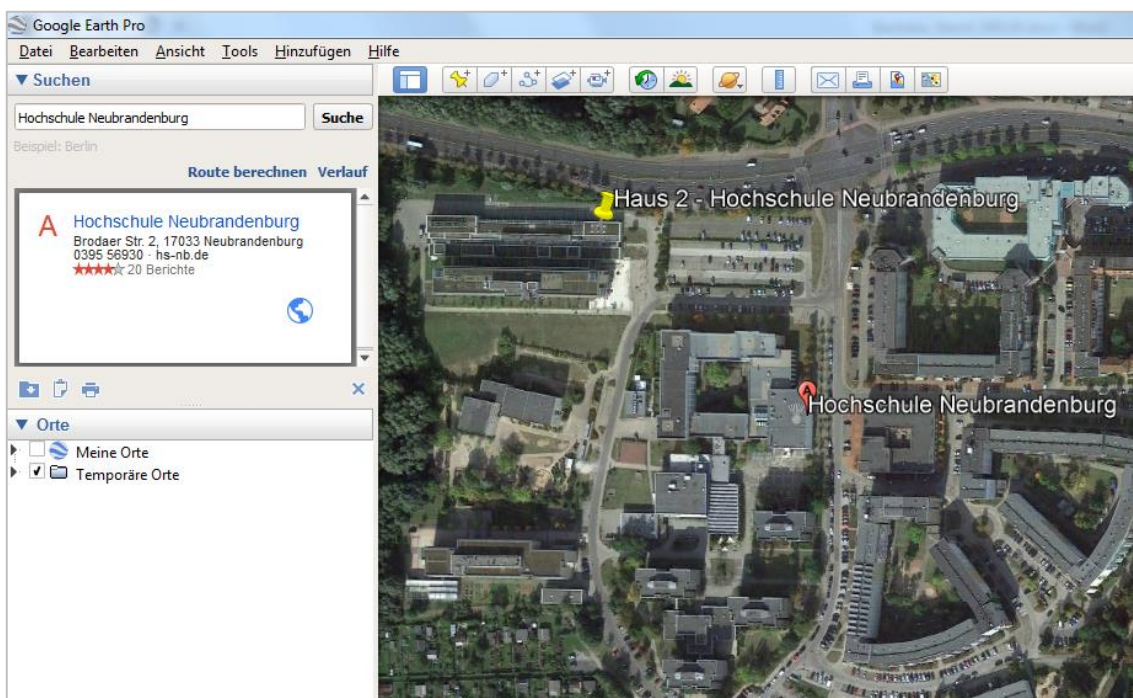 Google Earth Pro
Datei Bearbeiten Ansicht Tools Hinzufügen Hilfe
Suchen
Hochschule Neubrandenburg Suche
Beispiel: Berlin
Route berechnen Verlauf
A Hochschule Neubrandenburg
Brodaer Str. 2, 17033 Neubrandenburg
0395 56930 · hs-nb.de
20 Berichte
Orte
Meine Orte
Temporäre Orte
Haus 2 - Hochschule Neubrandenburg
A
Hochschule Neubrandenburg